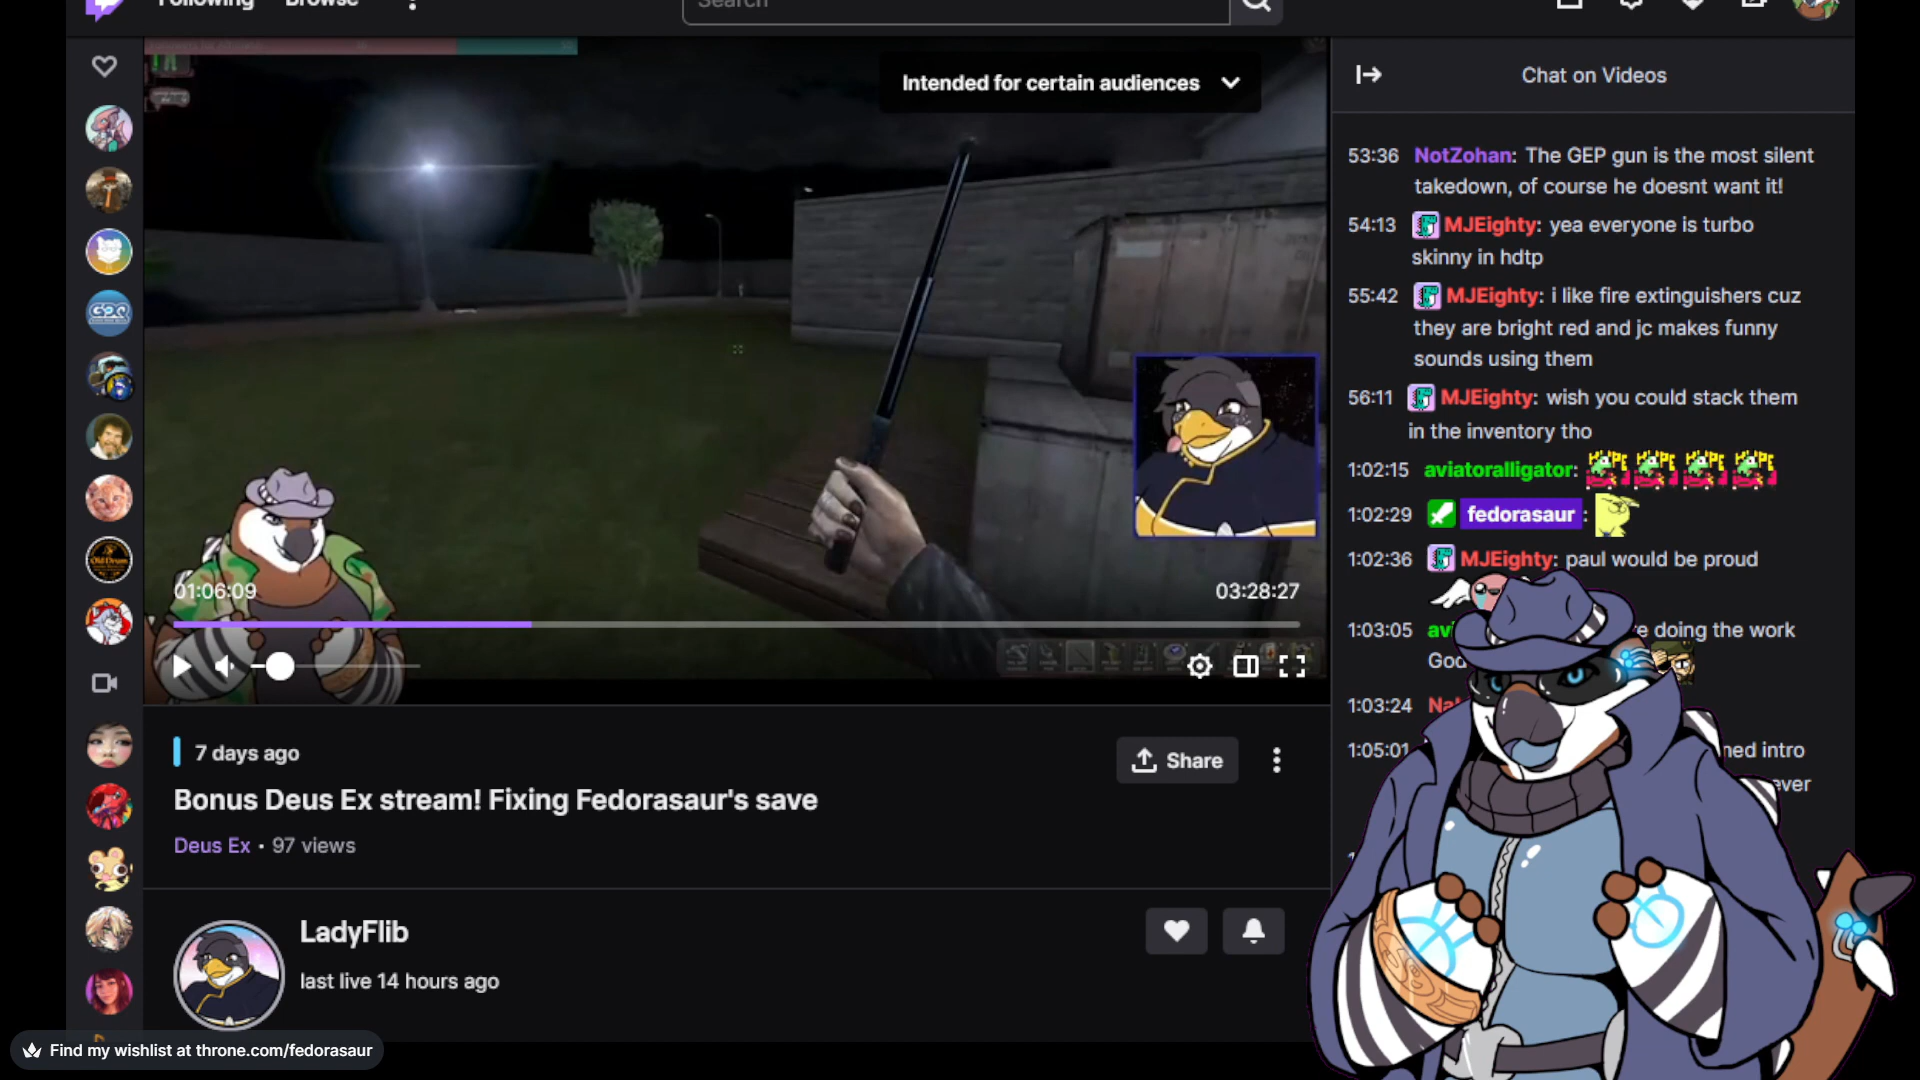 Following
Browse
Search
Intended for certain audiences
Chat on Videos
53:36 NotZohan: The GEP gun is the most silent
takedown, of course he doesnt want it!
54:13 MJEighty: yea everyone is turbo
skinny in hdtp
55:42 MJEighty: i like fire extinguishers cuz
they are bright red and jc makes funny
sounds using them
56:11 MJEighty: wish you could stack them
in the inventory tho
1:02:15 aviatoralligator:
1:02:29 fedorasaur:
1:02:36 MJEighty: paul would be proud
1:03:05 doing the work
1:03:24
1:05:01 intro
01:06:09
03:28:27
7 days ago
Share
Bonus Deus Ex stream! Fixing Fedorasaur's save
Deus Ex • 97 views
LadyFlib
last live 14 hours ago
Find my wishlist at throne.com/fedorasaur